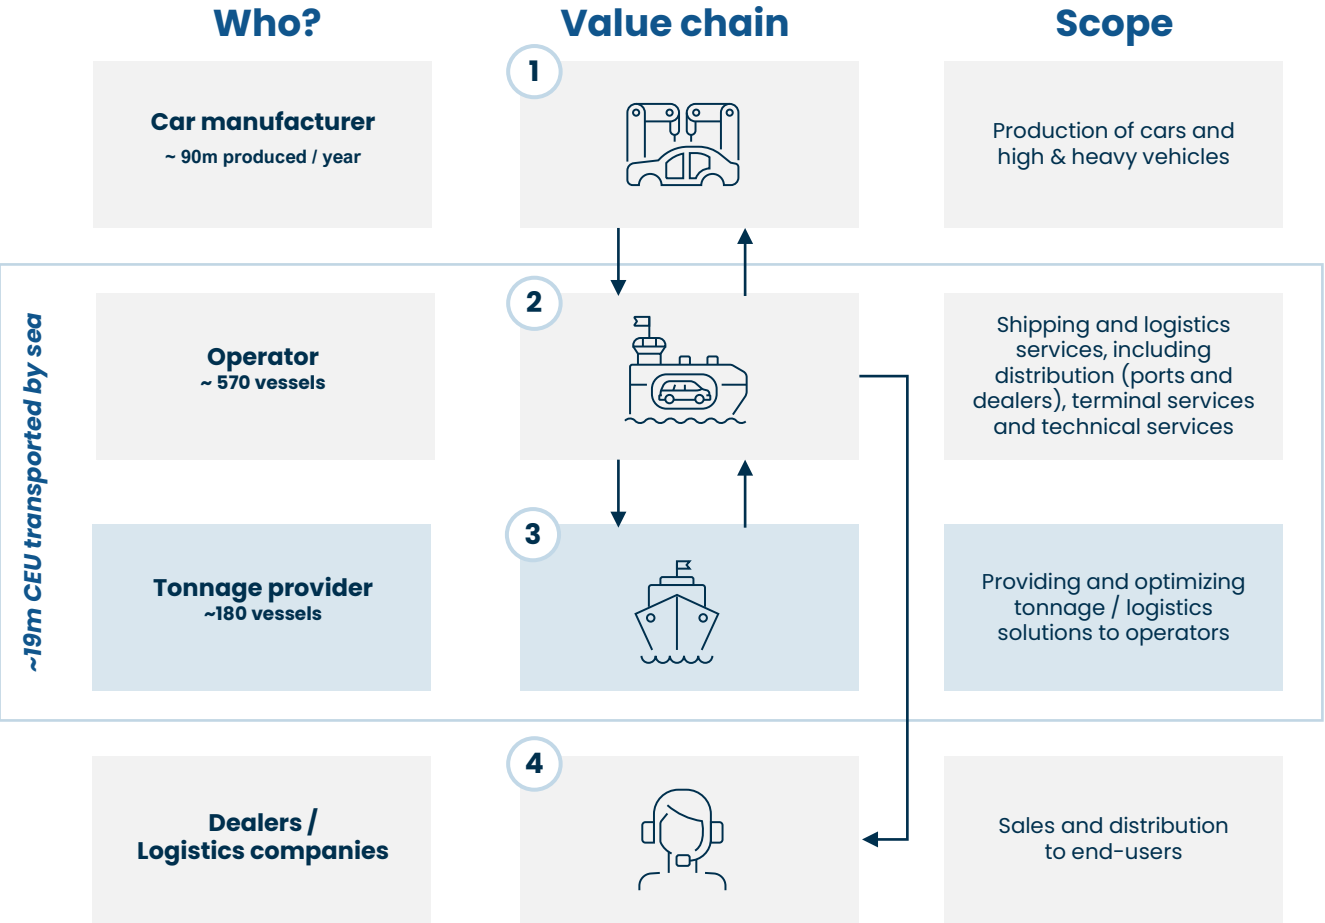 Who?
Value chain
Scope
1
Car manufacturer
~ 90m produced / year
Production of cars and
high & heavy vehicles
~19m CEU transported by sea
2
Operator
~ 570 vessels
Shipping and logistics
services, including
distribution (ports and
dealers), terminal services
and technical services
3
Tonnage provider
~180 vessels
Providing and optimizing
tonnage / logistics
solutions to operators
4
Dealers /
Logistics companies
Sales and distribution
to end-users